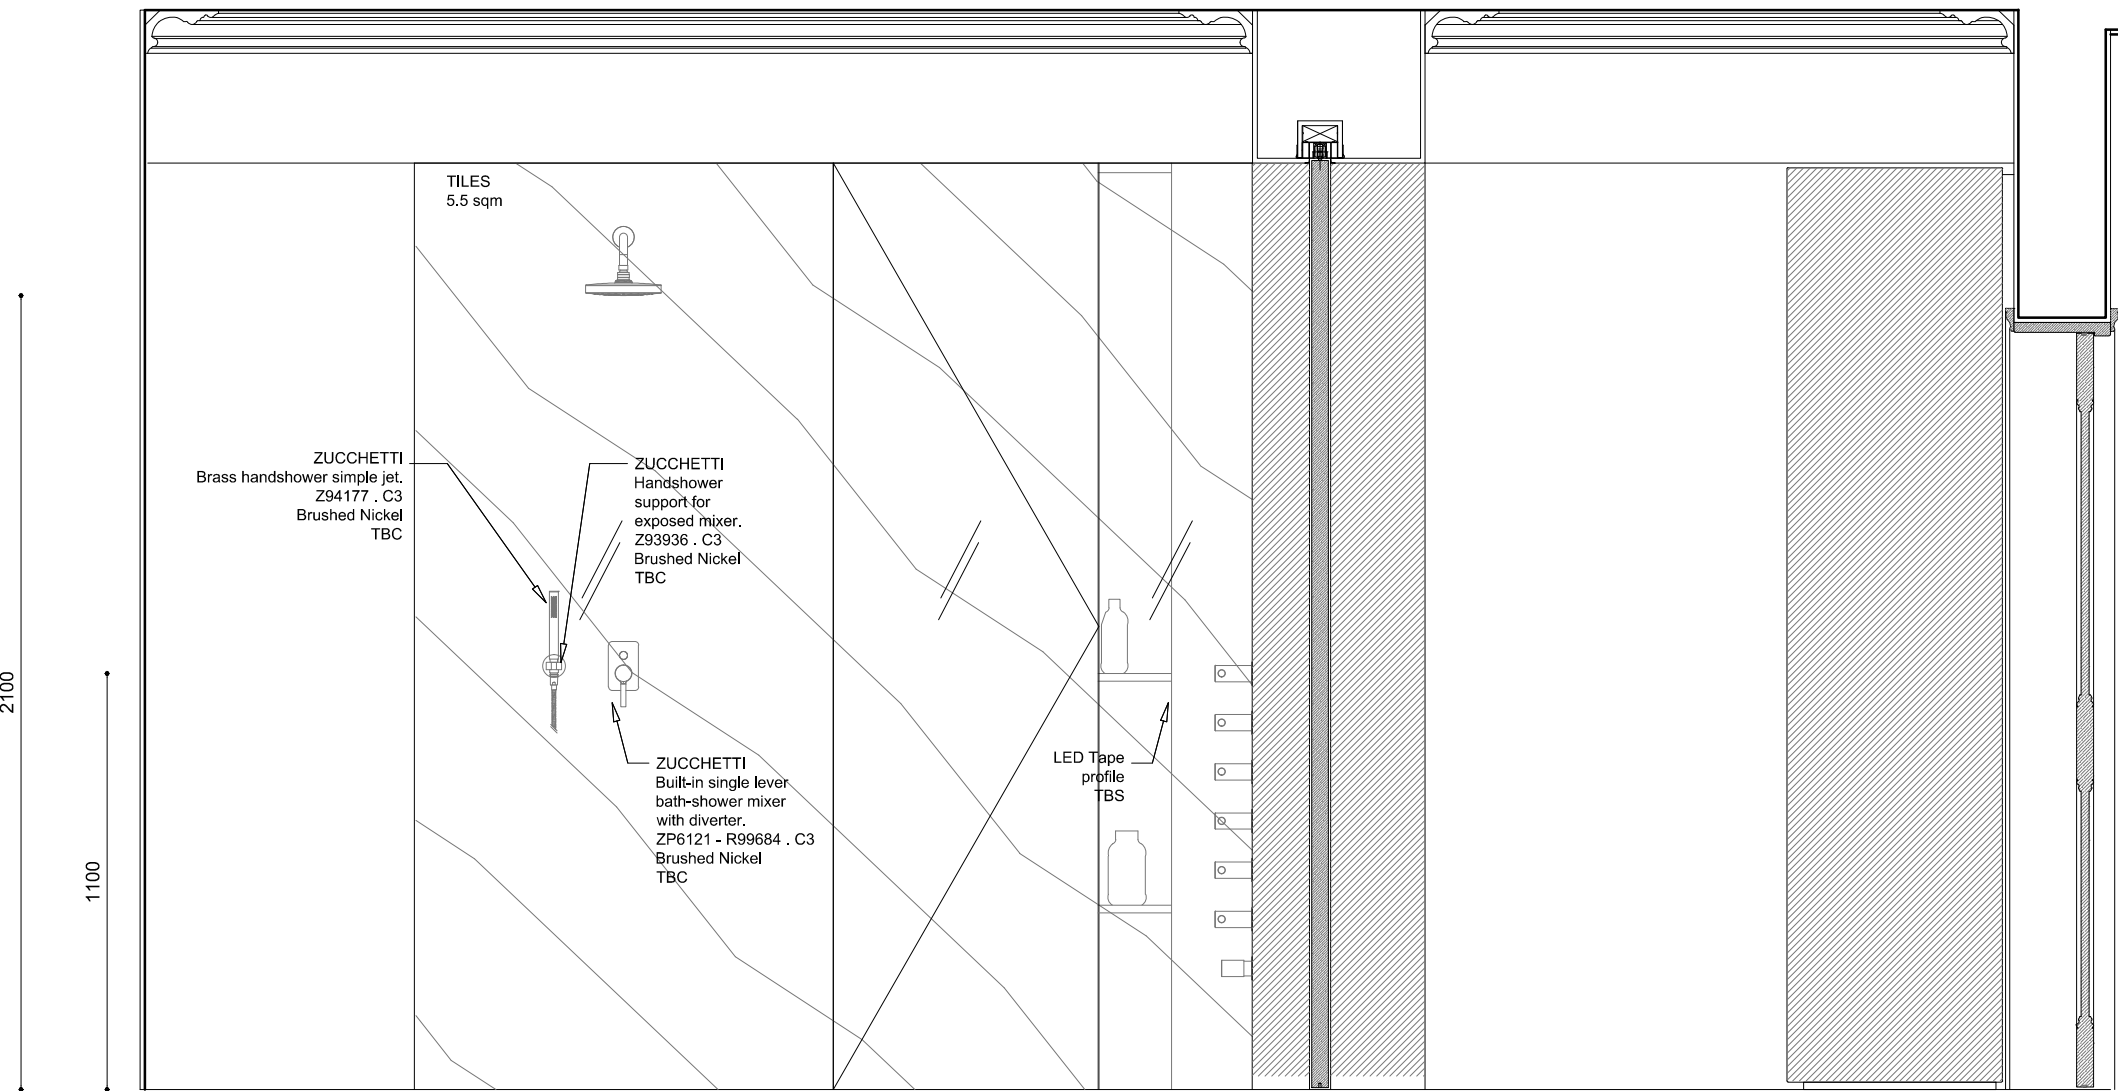 TILES
5.5 sqm
ZUCCHETTI
Brass handshower simple jet.
Z94177 . C3
Brushed Nickel
TBC
ZUCCHETTI
Handshower
support for
exposed mixer.
Z93936 . C3
Brushed Nickel
TBC
2100
1100
ZUCCHETTI
Built-in single lever
bath-shower mixer
with diverter.
ZP6121 - R99684 . C3
Brushed Nickel
TBC
LED Tape
profile
TBS